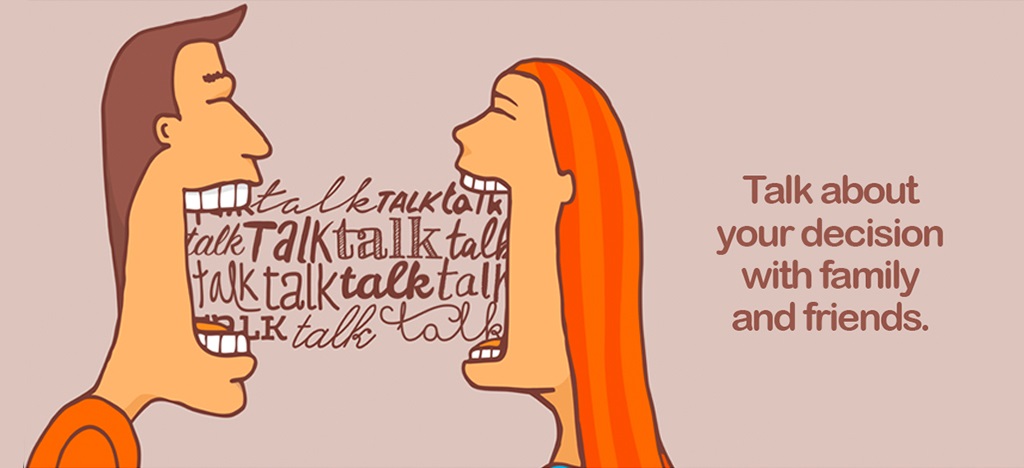 talk talk TALK talk
talk Talk talk talk
talk talk talk talk
TALK talk talk
Talk about
your decision
with family
and friends.